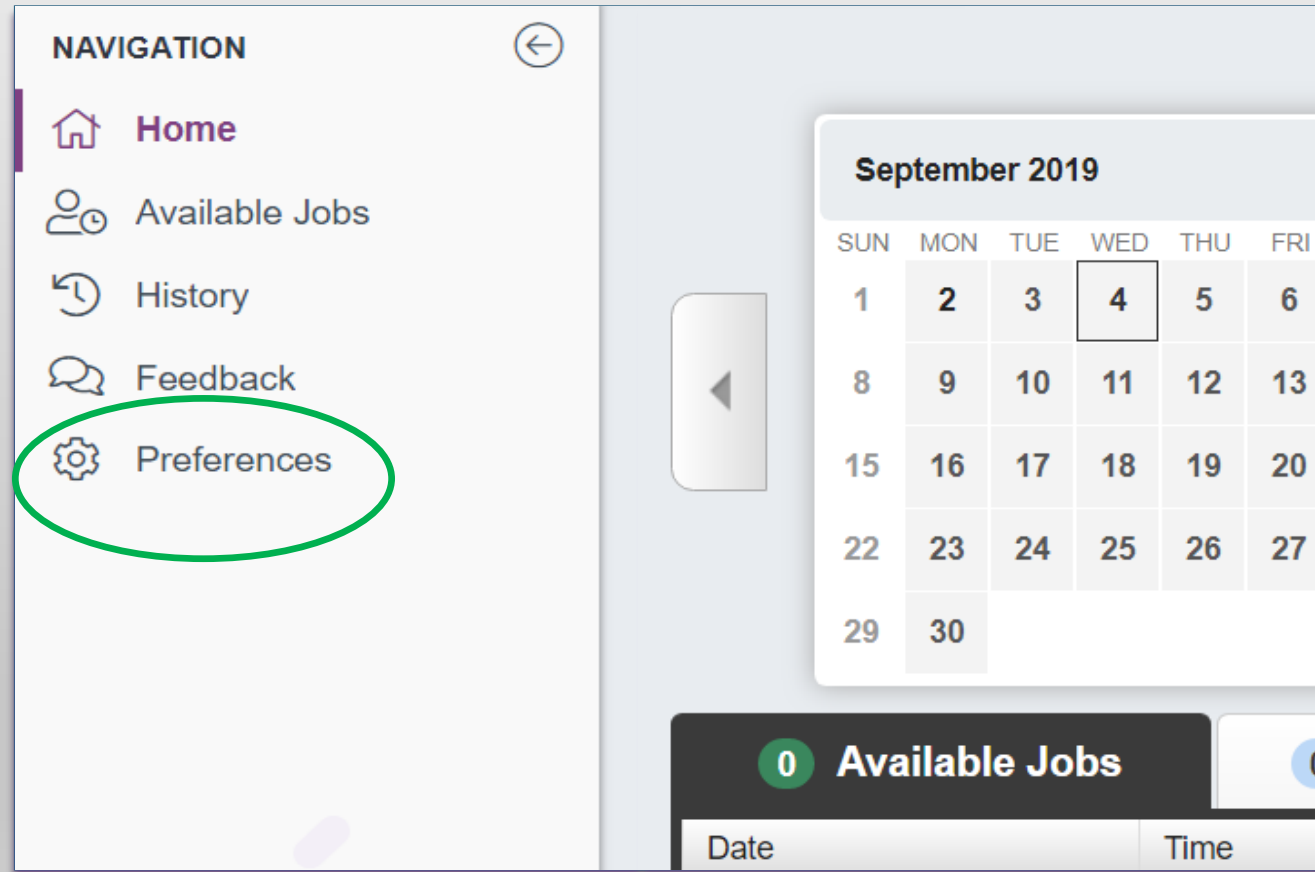 NAVIGATION
Home
Available Jobs
History
Feedback
Preferences
September 2019
SUN MON TUE WED THU FRI
1 2 3 4 5 6
8 9 10 11 12 13
15 16 17 18 19 20
22 23 24 25 26 27
29 30
0 Available Jobs
Date Time